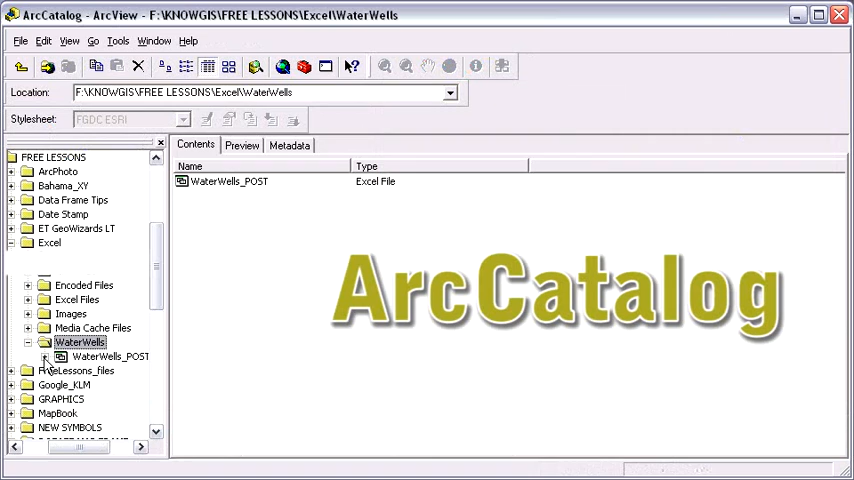 ArcCatalog - ArcView - F:\KNOWGIS\FREE LESSONS\Excel\WaterWells
File Edit View Go Tools Window Help
Location: F:\KNOWGIS\FREE LESSONS\Excel\WaterWells
Stylesheet: FGDC ESRI
Contents Preview Metadata
FREE LESSONS
ArcPhoto
Bahama_XY
Data Frame Tips
Date Stamp
ET GeoWizards LT
Excel
Encoded Files
Excel Files
Images
Media Cache Files
WaterWells
WaterWells_POST
Google_KLM
GRAPHICS
MapBook
NEW SYMBOLS
Name Type
WaterWells_POST Excel File
ArcCatalog